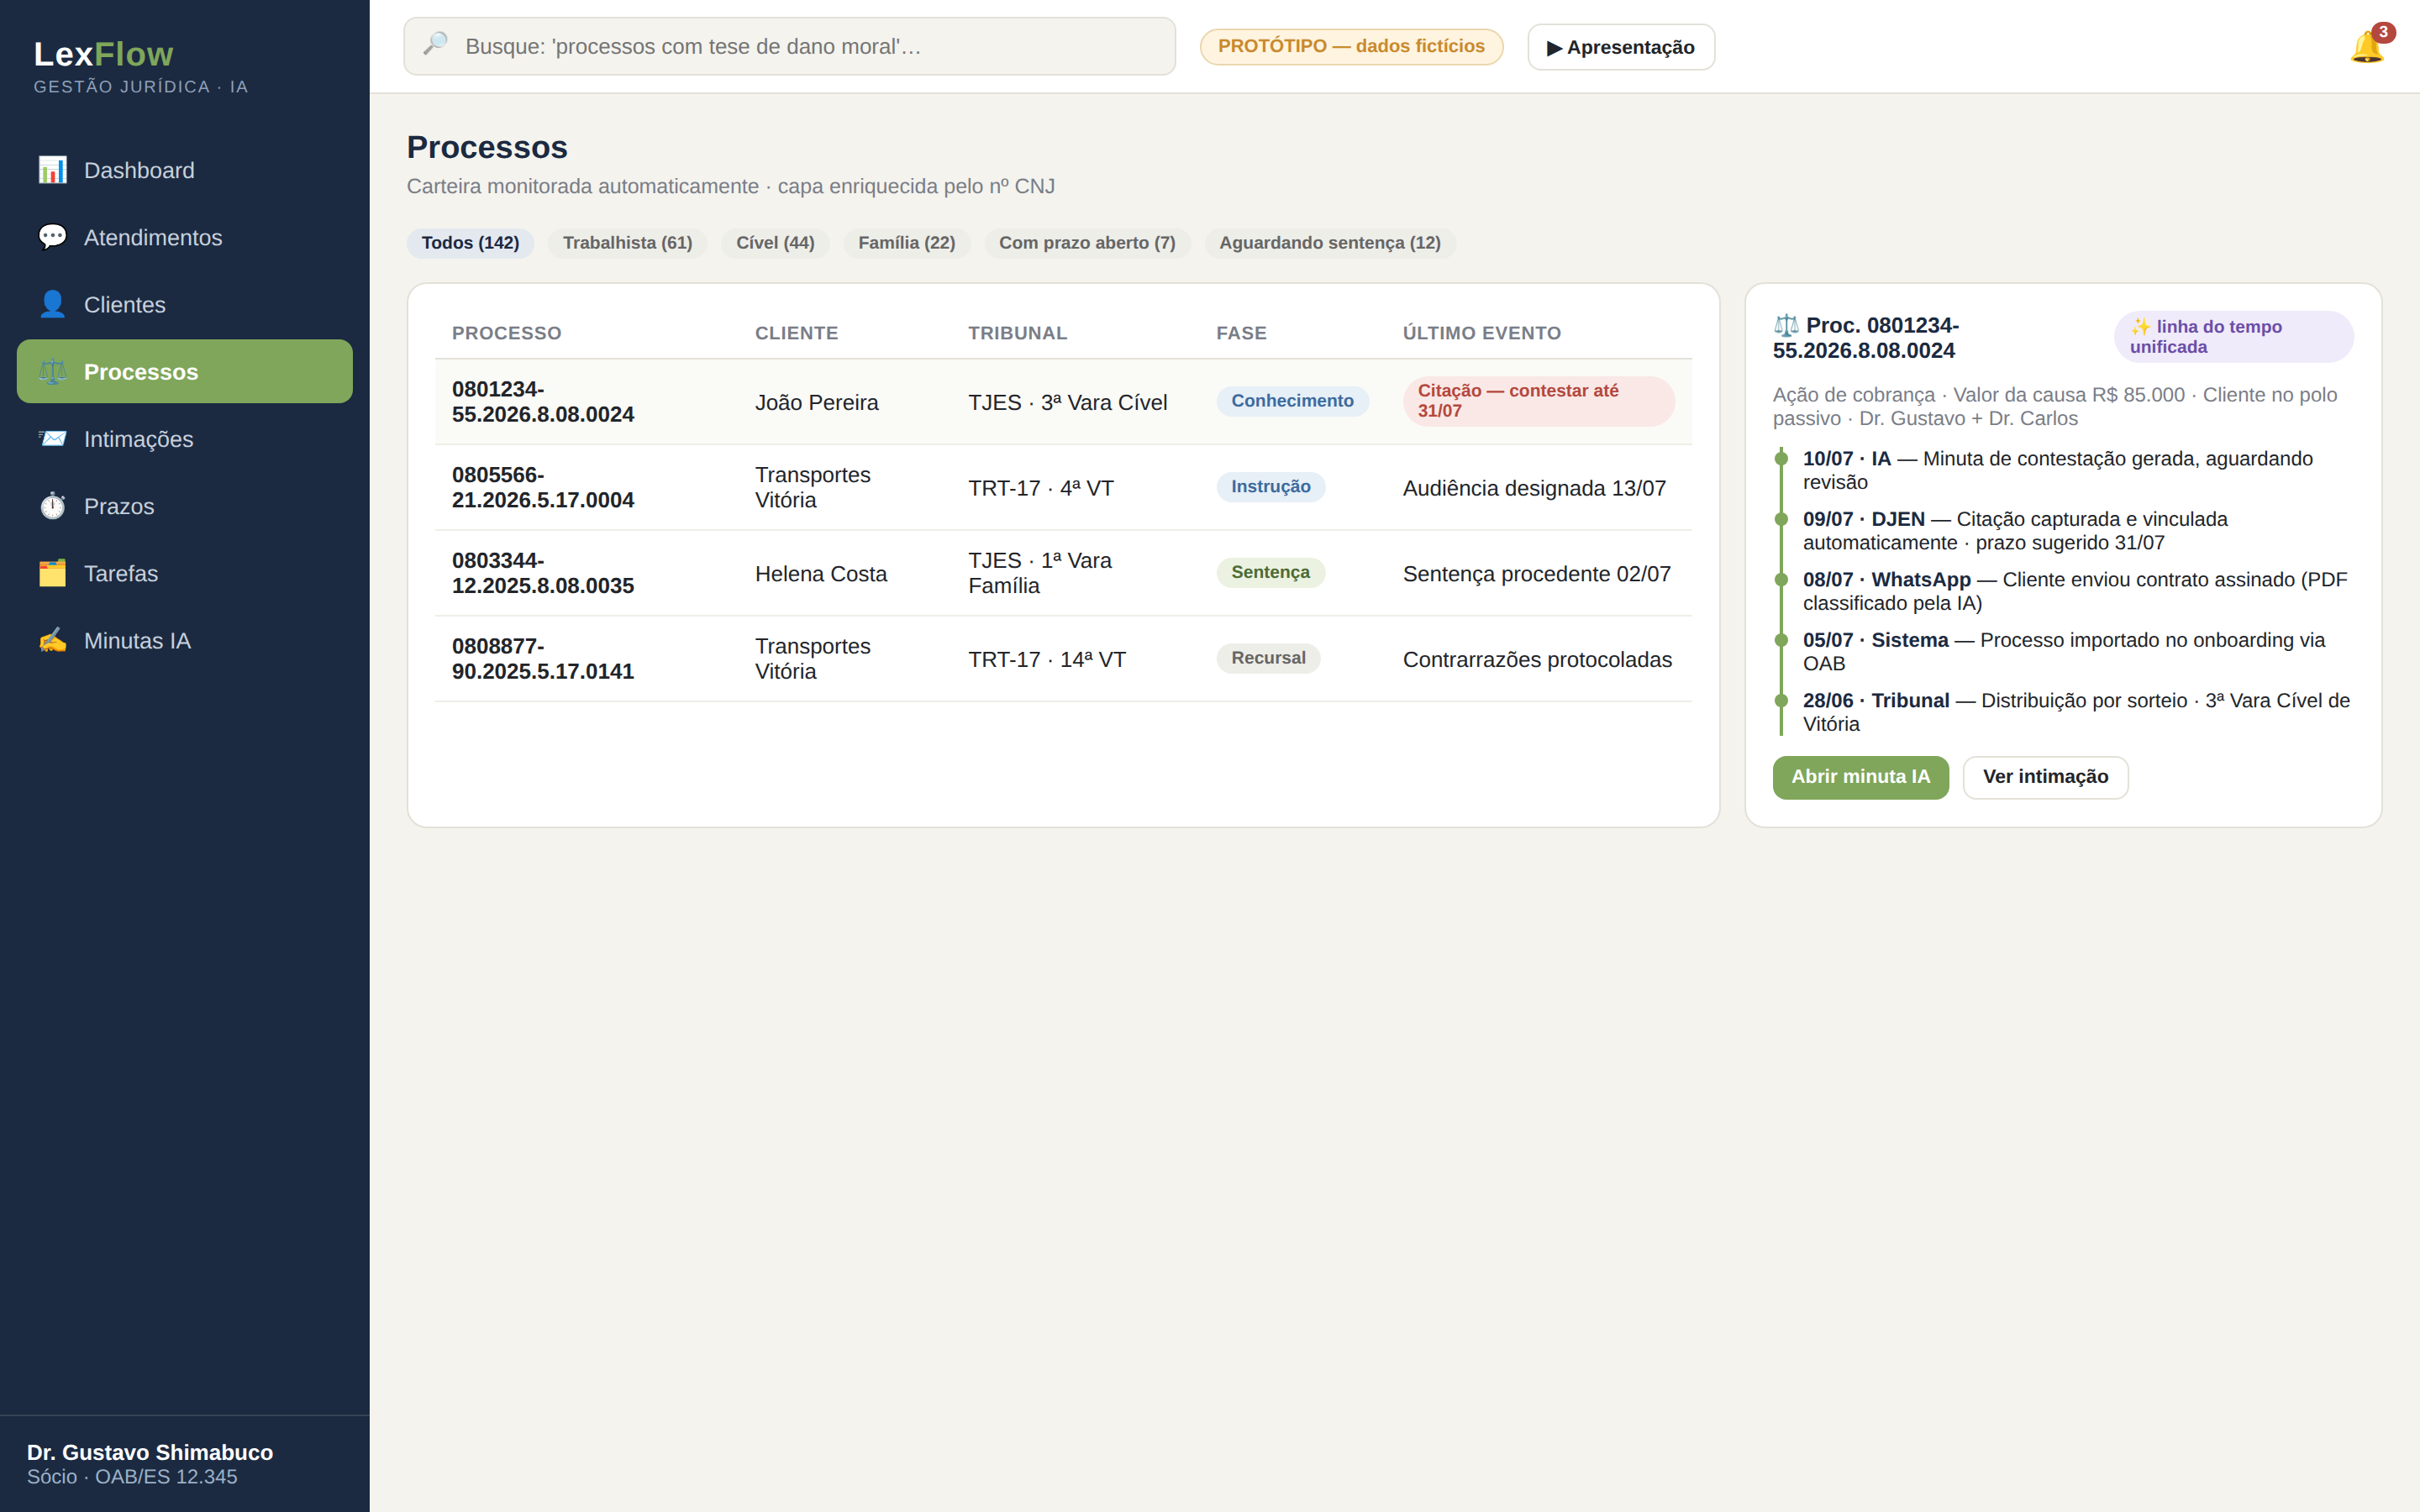 LexFlow
GESTÃO JURÍDICA · IA
Dashboard
Atendimentos
Clientes
Processos
Intimações
Prazos
Tarefas
Minutas IA
Dr. Gustavo Shimabuco
Sócio · OAB/ES 12.345
Busque: 'processos com tese de dano moral'…
PROTÓTIPO — dados fictícios
▶ Apresentação
3
Processos
Carteira monitorada automaticamente · capa enriquecida pelo nº CNJ
Todos (142)
Trabalhista (61)
Cível (44)
Família (22)
Com prazo aberto (7)
Aguardando sentença (12)
PROCESSO CLIENTE TRIBUNAL FASE ÚLTIMO EVENTO
0801234-
55.2026.8.08.0024
João Pereira
TJES · 3ª Vara Cível
Conhecimento
Citação — contestar até
31/07
0805566-
21.2026.5.17.0004
Transportes
Vitória
TRT-17 · 4ª VT
Instrução
Audiência designada 13/07
0803344-
12.2025.8.08.0035
Helena Costa
TJES · 1ª Vara
Família
Sentença
Sentença procedente 02/07
0808877-
90.2025.5.17.0141
Transportes
Vitória
TRT-17 · 14ª VT
Recursal
Contrarrazões protocoladas
⚖️ Proc. 0801234-
55.2026.8.08.0024
✨ linha do tempo
unificada
Ação de cobrança · Valor da causa R$ 85.000 · Cliente no polo
passivo · Dr. Gustavo + Dr. Carlos
10/07 · IA — Minuta de contestação gerada, aguardando
revisão
09/07 · DJEN — Citação capturada e vinculada
automaticamente · prazo sugerido 31/07
08/07 · WhatsApp — Cliente enviou contrato assinado (PDF
classificado pela IA)
05/07 · Sistema — Processo importado no onboarding via
OAB
28/06 · Tribunal — Distribuição por sorteio · 3ª Vara Cível de
Vitória
Abrir minuta IA
Ver intimação